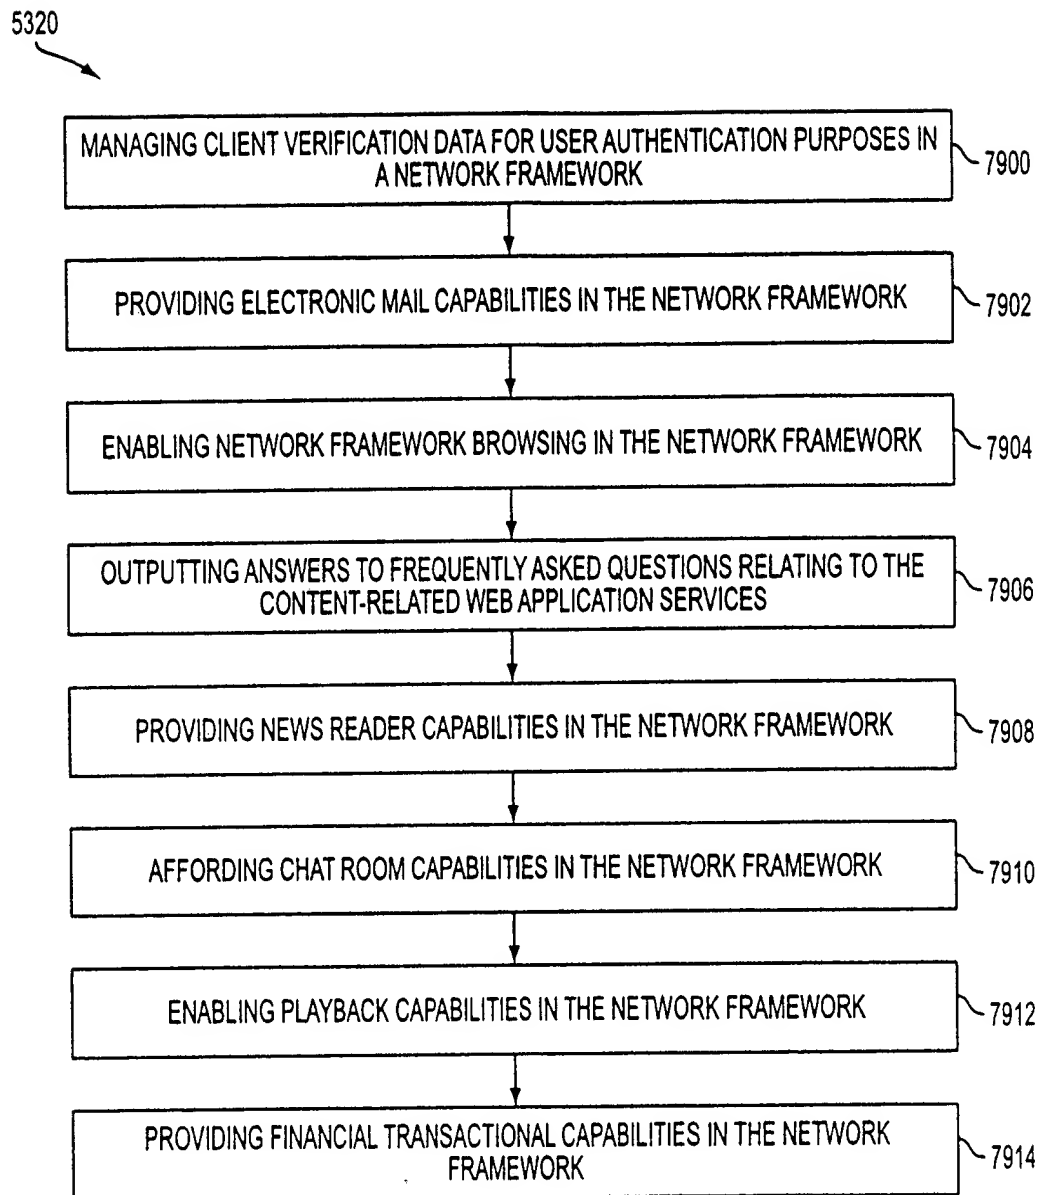 5320
MANAGING CLIENT VERIFICATION DATA FOR USER AUTHENTICATION PURPOSES IN
A NETWORK FRAMEWORK
7900
PROVIDING ELECTRONIC MAIL CAPABILITIES IN THE NETWORK FRAMEWORK
7902
ENABLING NETWORK FRAMEWORK BROWSING IN THE NETWORK FRAMEWORK
7904
OUTPUTTING ANSWERS TO FREQUENTLY ASKED QUESTIONS RELATING TO THE
CONTENT-RELATED WEB APPLICATION SERVICES
7906
PROVIDING NEWS READER CAPABILITIES IN THE NETWORK FRAMEWORK
7908
AFFORDING CHAT ROOM CAPABILITIES IN THE NETWORK FRAMEWORK
7910
ENABLING PLAYBACK CAPABILITIES IN THE NETWORK FRAMEWORK
7912
PROVIDING FINANCIAL TRANSACTIONAL CAPABILITIES IN THE NETWORK
FRAMEWORK
7914